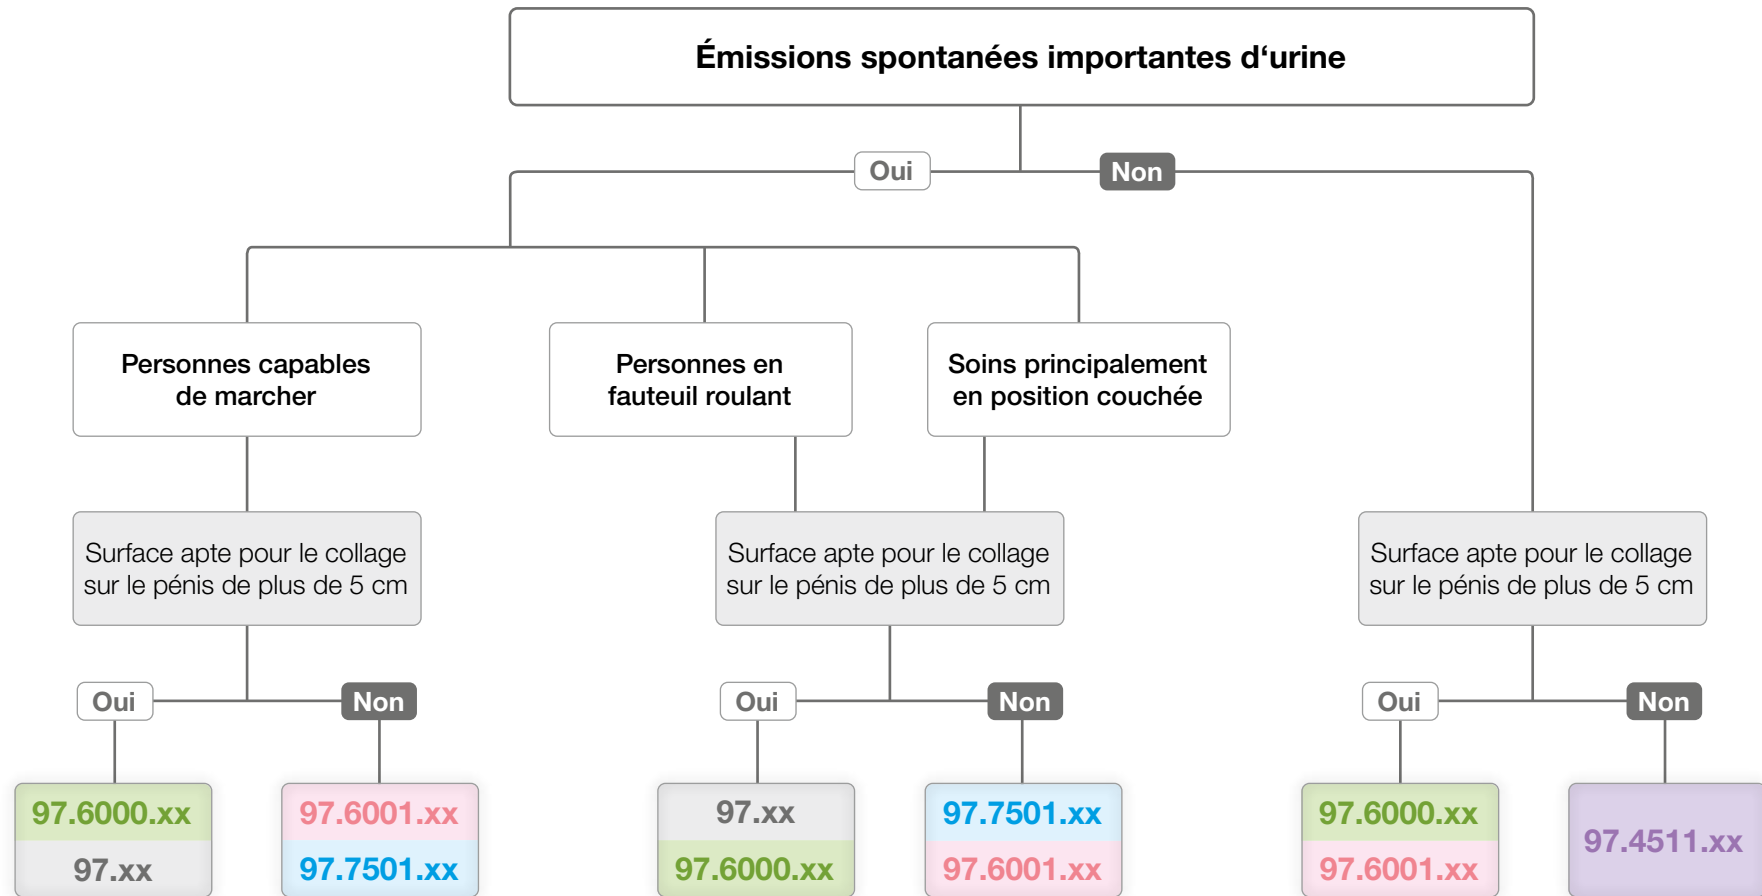 Émissions spontanées importantes d‘urine
Oui
Non
Personnes capables
de marcher
Personnes en
fauteuil roulant
Soins principalement
en position couchée
Surface apte pour le collage
sur le pénis de plus de 5 cm
Surface apte pour le collage
sur le pénis de plus de 5 cm
Surface apte pour le collage
sur le pénis de plus de 5 cm
Oui
Non
Oui
Non
Oui
Non
97.6000.xx
97.xx
97.6001.xx
97.7501.xx
97.xx
97.6000.xx
97.7501.xx
97.6001.xx
97.6000.xx
97.6001.xx
97.4511.xx